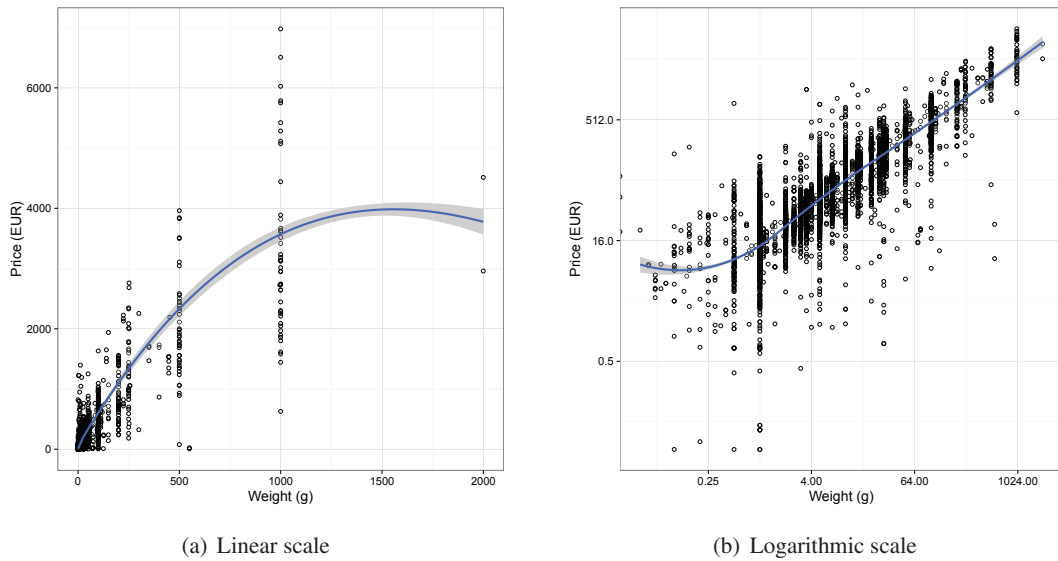 6000
4000
2000
0
Price (EUR)
0
500
1000
1500
2000
Weight (g)
(a) Linear scale
512.0
16.0
0.5
Price (EUR)
0.25
4.00
64.00
1024.00
Weight (g)
(b) Logarithmic scale